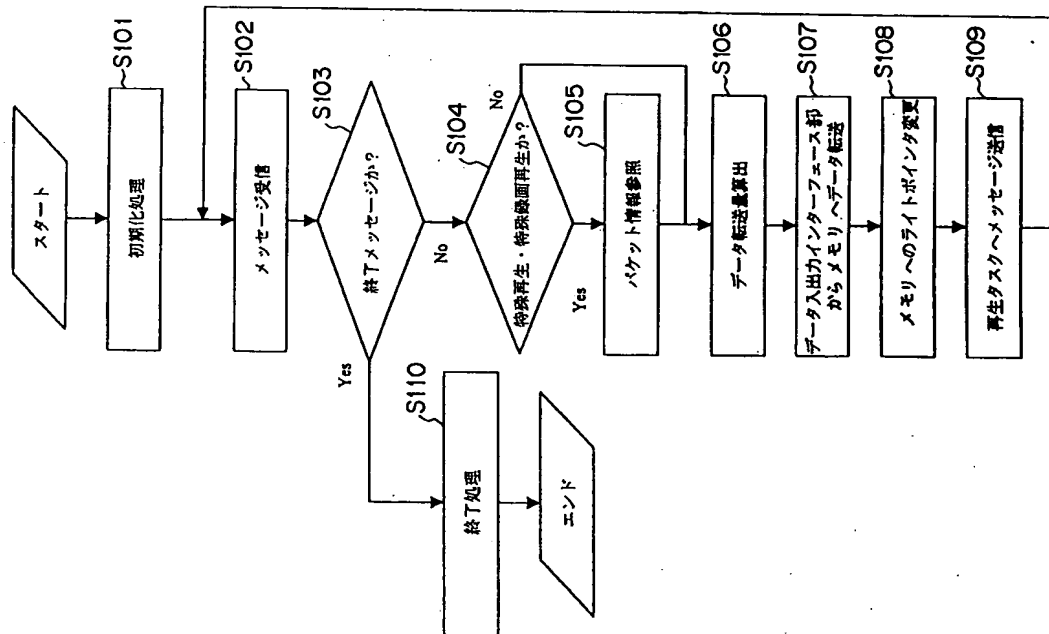 スタート
S101
初期化処理
S102
メッセージ受信
S103
終了メッセージか?
Yes
No
S104
特殊再生・特殊録画再生か?
No
Yes
S105
パケット情報参照
S106
データ転送量算出
S107
データ入出力インターフェース部
からメモリへデータ転送
S108
メモリへのライトポインタ変更
S109
再生タスクへメッセージ送信
S110
終了処理
エンド